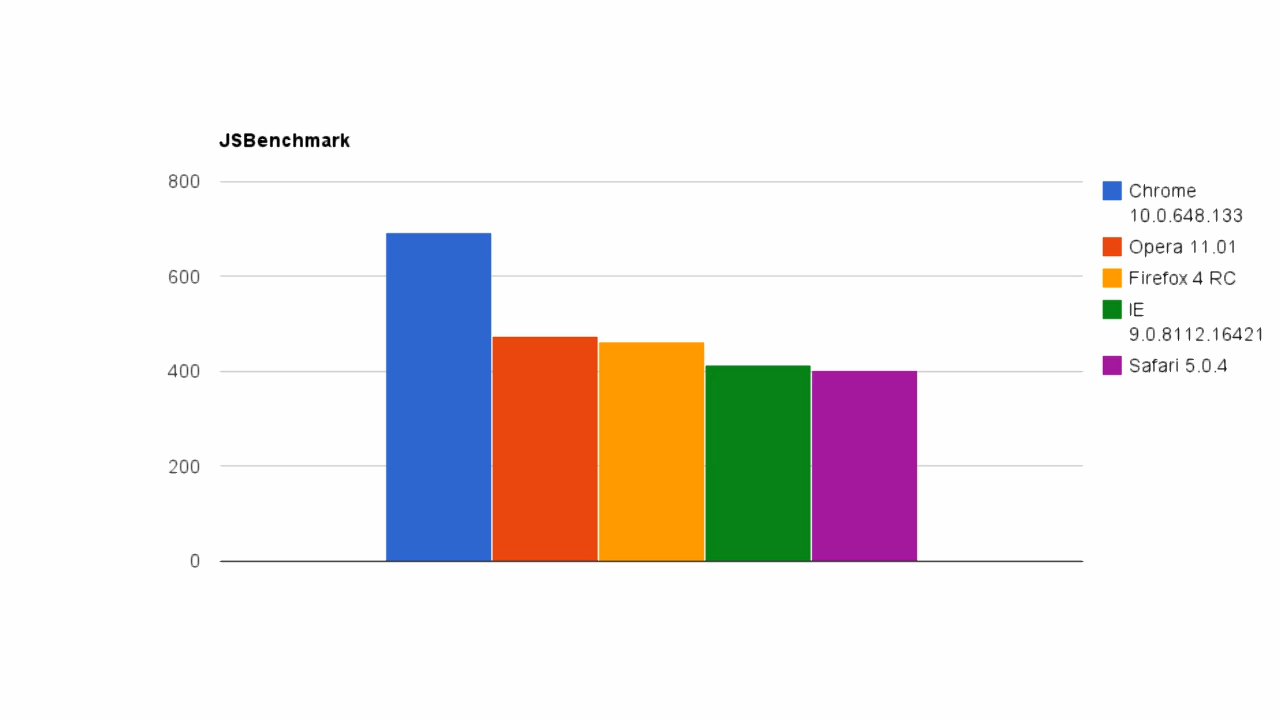 JSBenchmark
800
600
400
200
0
Chrome
10.0.648.133
Opera 11.01
Firefox 4 RC
IE
9.0.8112.16421
Safari 5.0.4